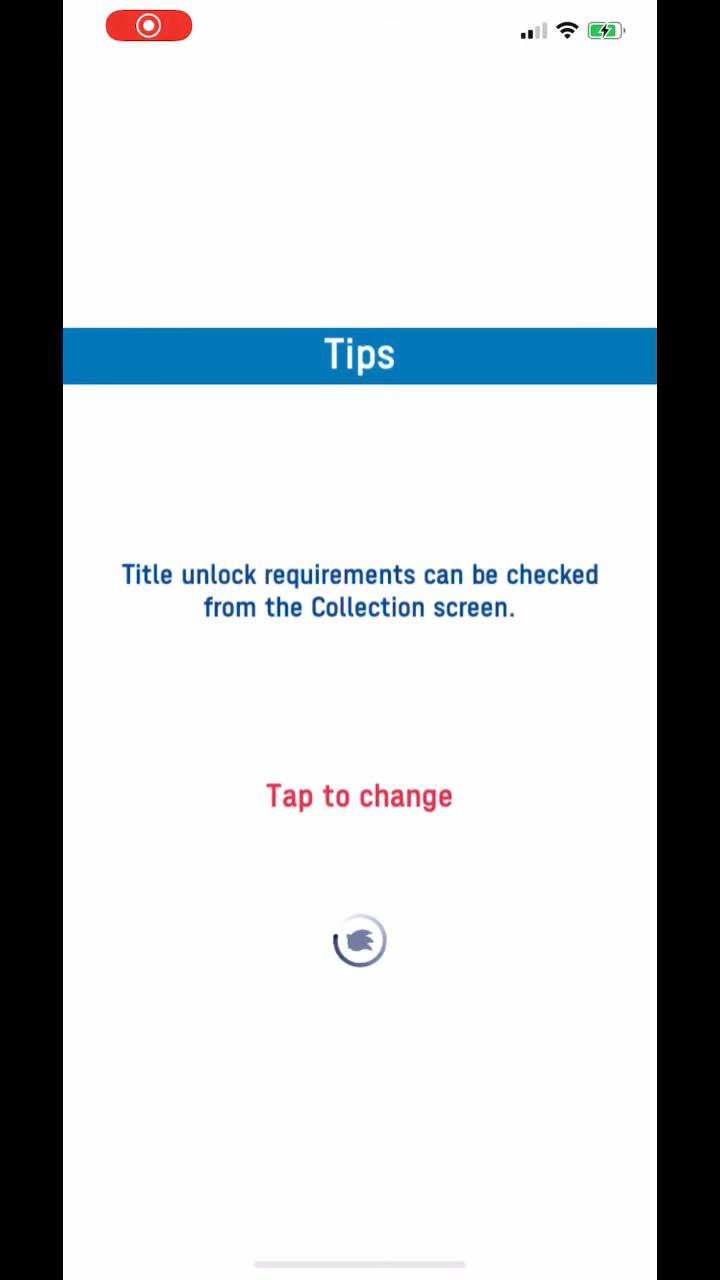 Tips
Title unlock requirements can be checked
from the Collection screen.
Tap to change